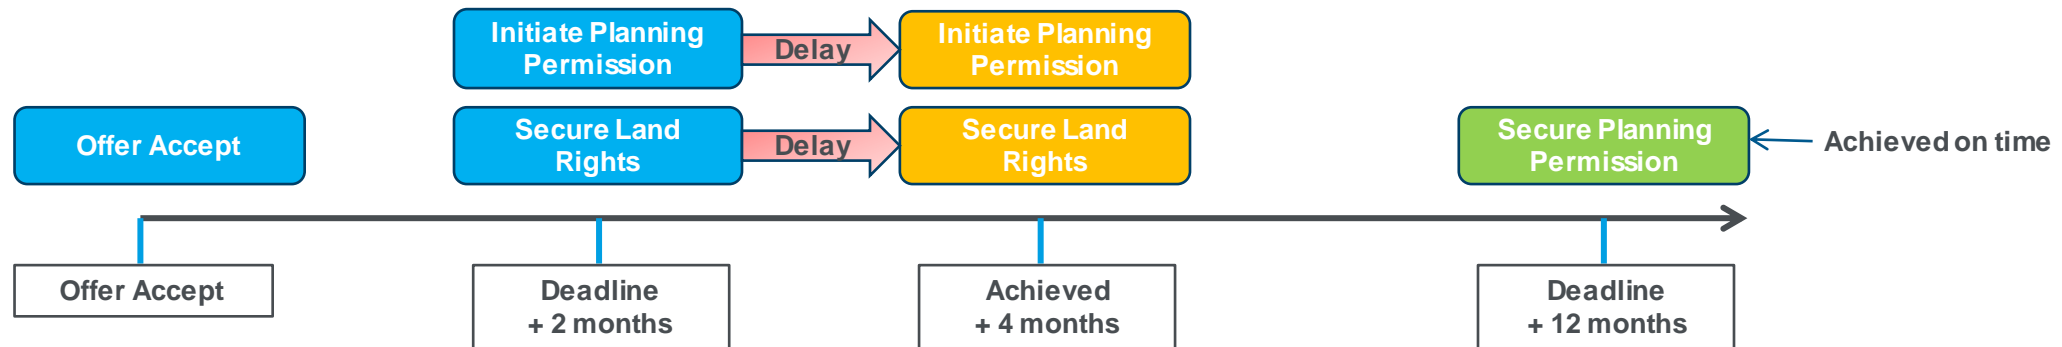 Initiate Planning
Permission
Delay
Initiate Planning
Permission
Offer Accept
Secure Land
Rights
Delay
Secure Land
Rights
Secure Planning
Permission
Achieved on time
Offer Accept
Deadline
+ 2 months
Achieved
+ 4 months
Deadline
+ 12 months